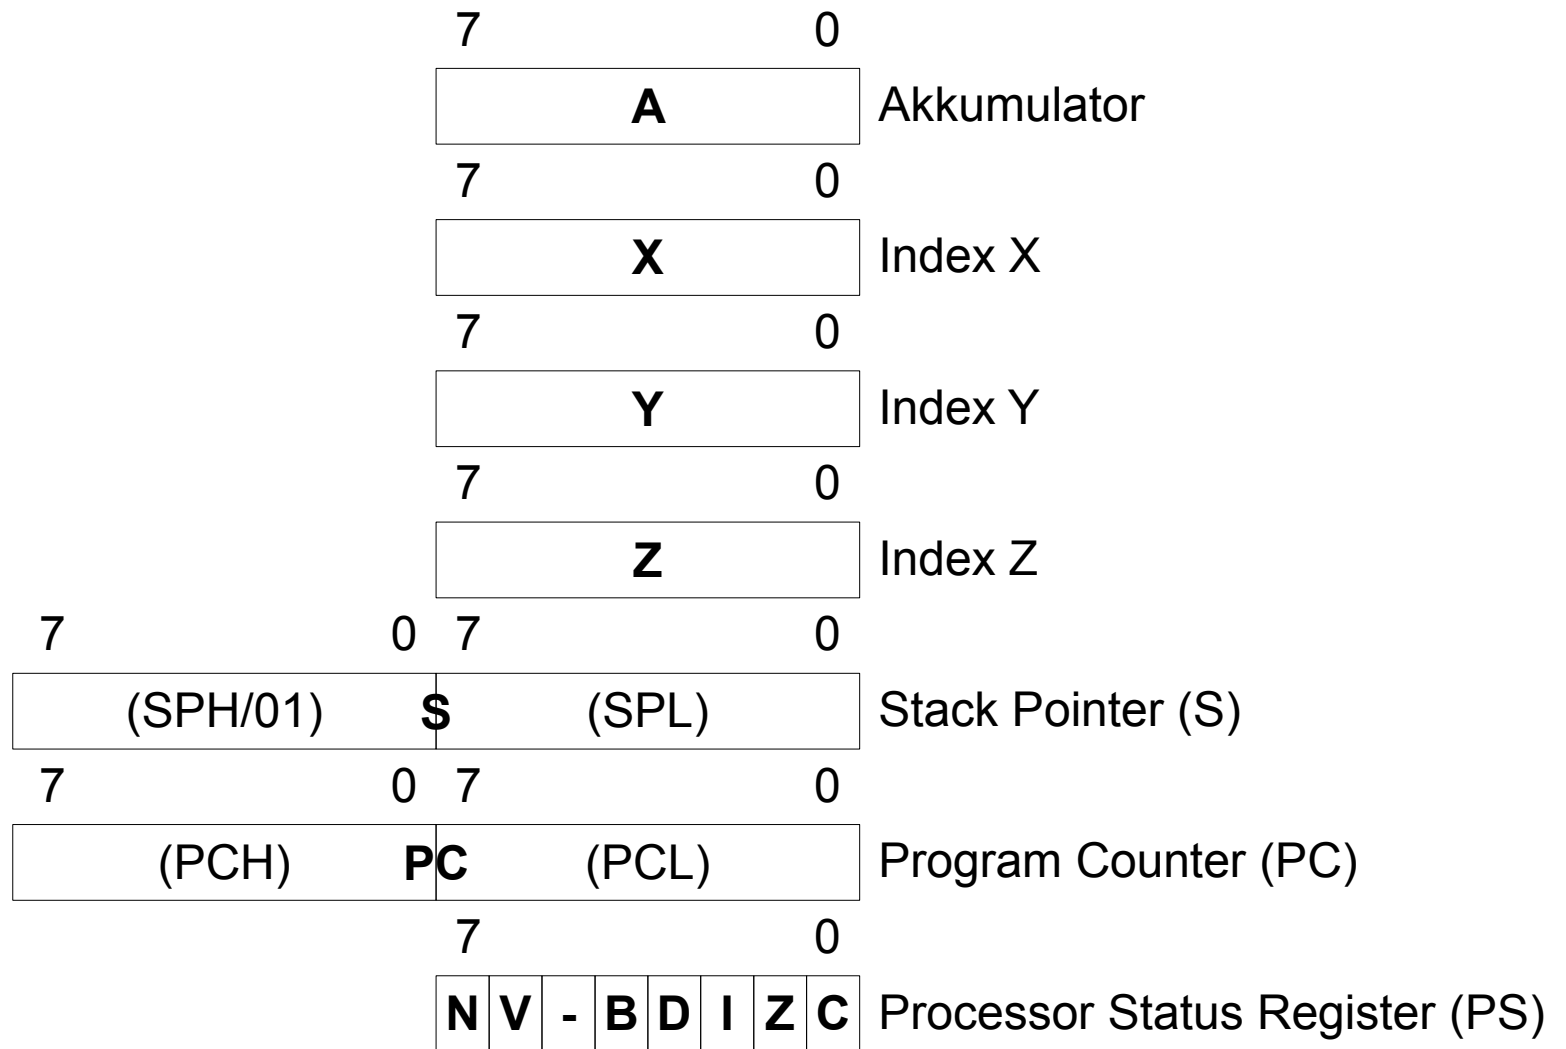 7 0
A Akkumulator
7 0
X Index X
7 0
Y Index Y
7 0
Z Index Z
7 0 7 0
(SPH/01) S (SPL) Stack Pointer (S)
7 0 7 0
(PCH) PC (PCL) Program Counter (PC)
7 0
N V - B D I Z C Processor Status Register (PS)